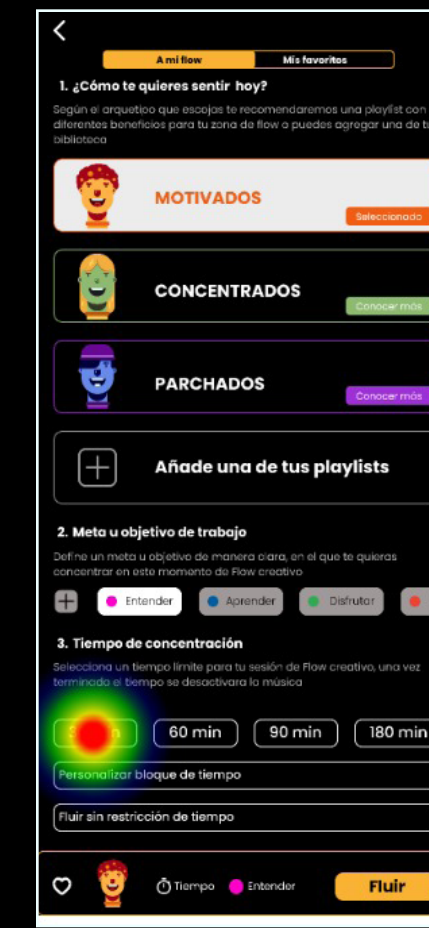 A mi flow
Mis favoritos
1. ¿Cómo te quieres sentir hoy?
Según el arquetipo que escojas te recomendaremos una playlist con
diferentes beneficios para tu zona de flow o puedes agregar una de
biblioteca
MOTIVADOS
Seleccionado
CONCENTRADOS
Conocer más
PARCHADOS
Conocer más
Añade una de tus playlists
2. Meta u objetivo de trabajo
Define un meta u objetivo de manera clara, en el que te quieras
concentrar en este momento de Flow creativo
Entender
Aprender
Disfrutar
3. Tiempo de concentración
Selecciona un tiempo límite para tu sesión de Flow creativo, una vez
terminado el tiempo se desactivara la música
60 min
90 min
180 min
Personalizar bloque de tiempo
Fluir sin restricción de tiempo
Tiempo
Entender
Fluir